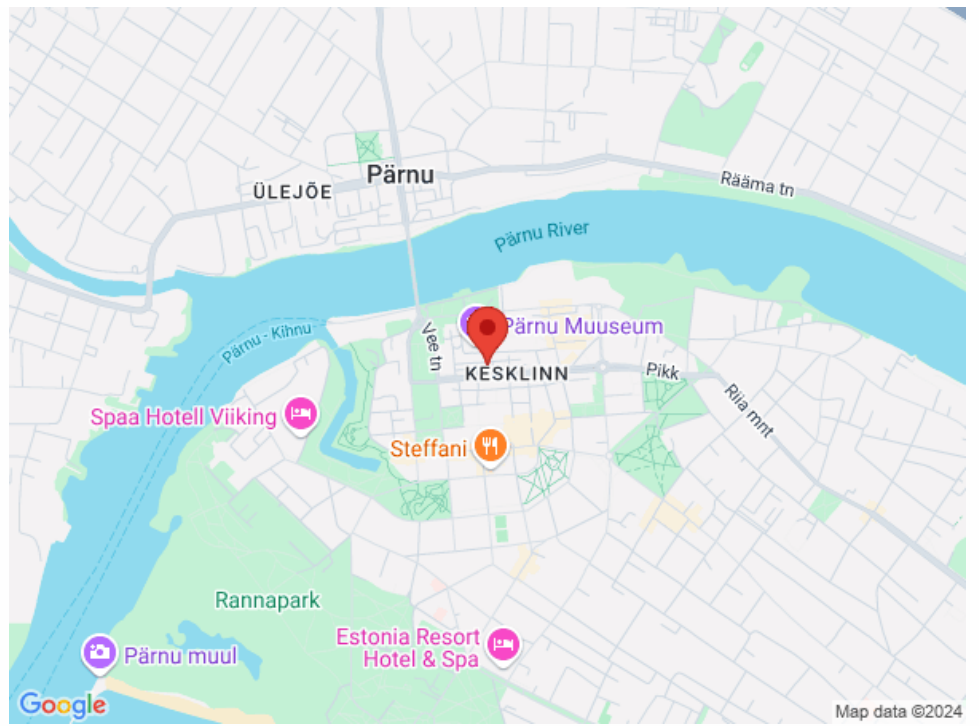 Rääma tn
Pärnu
ÜLEJÕE
Pärnu River
Pärnu - Kihnu
Vee tn
Pärnu Muuseum
KESKLINN
Pikk
Riia mnt
Spaa Hotell Viiking
Steffani
Rannapark
Estonia Resort
Hotel & Spa
Pärnu muul
Google
Map data ©2024